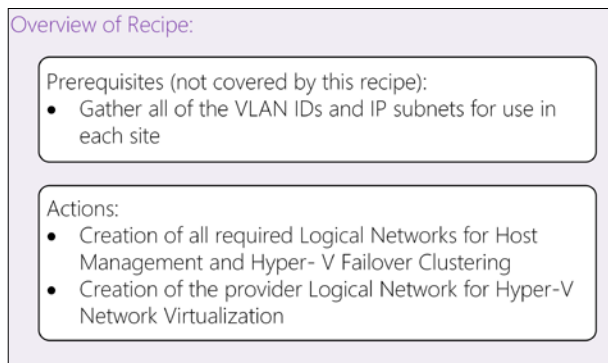 Overview of Recipe:
Prerequisites (not covered by this recipe):
• Gather all of the VLAN IDs and IP subnets for use in
each site
Actions:
• Creation of all required Logical Networks for Host
Management and Hyper- V Failover Clustering
• Creation of the provider Logical Network for Hyper-V
Network Virtualization